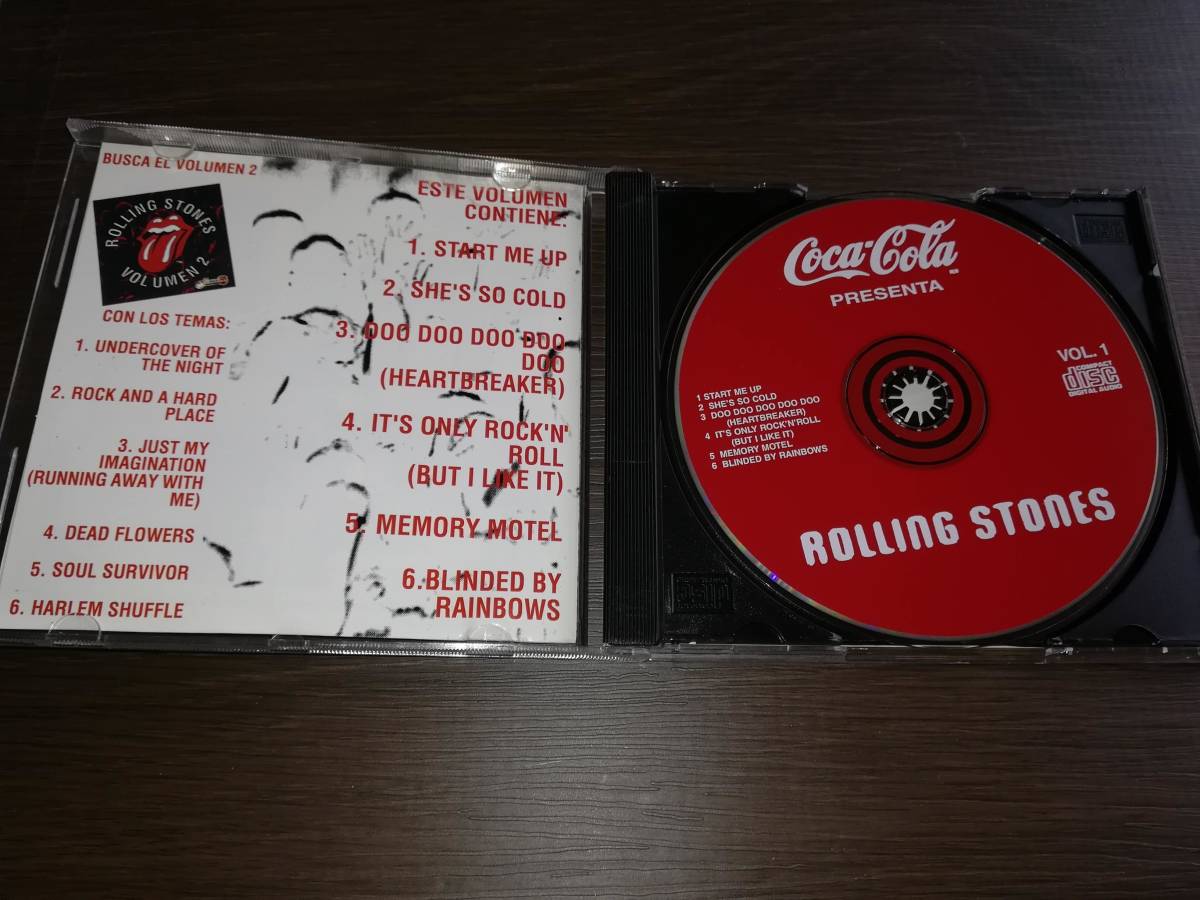 BUSCA EL VOLUMEN 2
ROLLING STONES
VOLUMEN 2
CON LOS TEMAS:
1. UNDERCOVER OF
THE NIGHT
2. ROCK AND A HARD
PLACE
3. JUST MY
IMAGINATION
(RUNNING AWAY WITH
ME)
4. DEAD FLOWERS
5. SOUL SURVIVOR
6. HARLEM SHUFFLE
ESTE VOLUMEN
CONTIENE:
1. START ME UP
2. SHE'S SO COLD
3. DOO DOO DOO DOO
DOO
(HEARTBREAKER)
4. IT'S ONLY ROCK'N'
ROLL
(BUT I LIKE IT)
5. MEMORY MOTEL
6.BLINDED BY
RAINBOWS
Coca-Cola
PRESENTA
VOL. 1
COMPACT
disc
DIGITAL AUDIO
1 START ME UP
2 SHE'S SO COLD
3 DOO DOO DOO DOO DOO
(HEARTBREAKER)
4 IT'S ONLY ROCK'N'ROLL
(BUT I LIKE IT)
5 MEMORY MOTEL
6 BLINDED BY RAINBOWS
ROLLING STONES